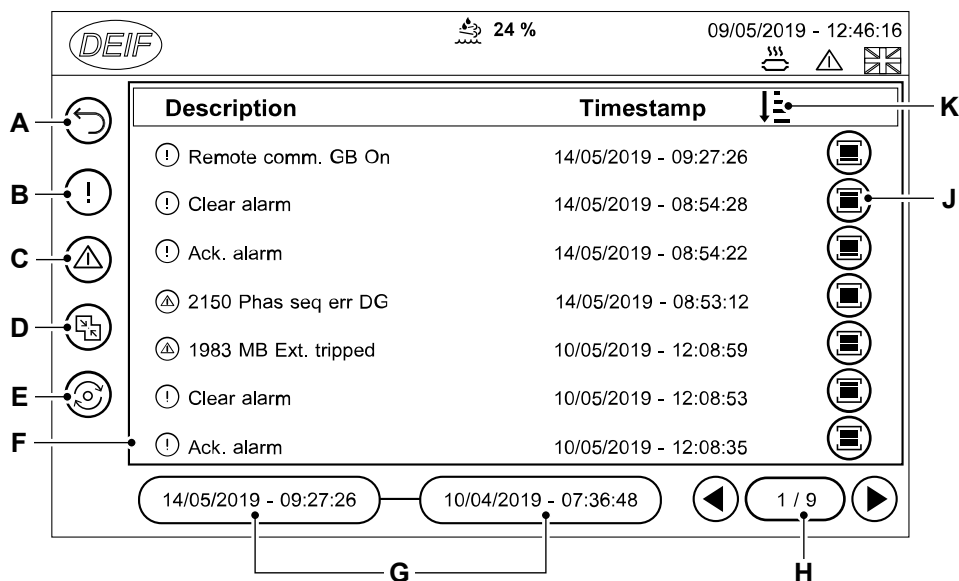 DEIF 24 % 09/05/2019 - 12:46:16
A Description Timestamp K
Remote comm. GB On 14/05/2019 - 09:27:26
B Clear alarm 14/05/2019 - 08:54:28 J
C Ack. alarm 14/05/2019 - 08:54:22
2150 Phas seq err DG 14/05/2019 - 08:53:12
D 1983 MB Ext. tripped 10/05/2019 - 12:08:59
E Clear alarm 10/05/2019 - 12:08:53
F Ack. alarm 10/05/2019 - 12:08:35
14/05/2019 - 09:27:26 10/04/2019 - 07:36:48 1 / 9
G H